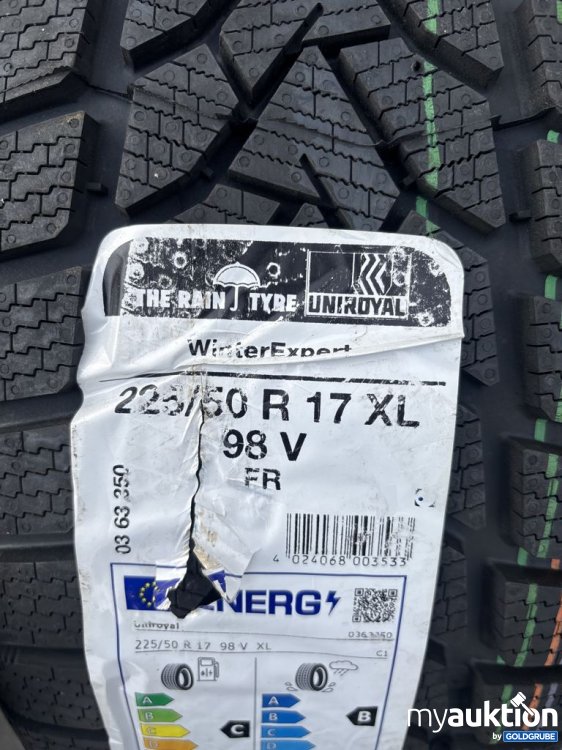 THE RAIN TYRE UNIROYAL
WinterExpert
225/50 R 17 XL
98 V
FR
03 63 350
4 024068 003533
ENERG
Uniroyal
0363350
225/50 R 17 98 V XL
C1
A
B
C
D
C
A
B
C
D
B
myauktion
by GOLDGRUBE